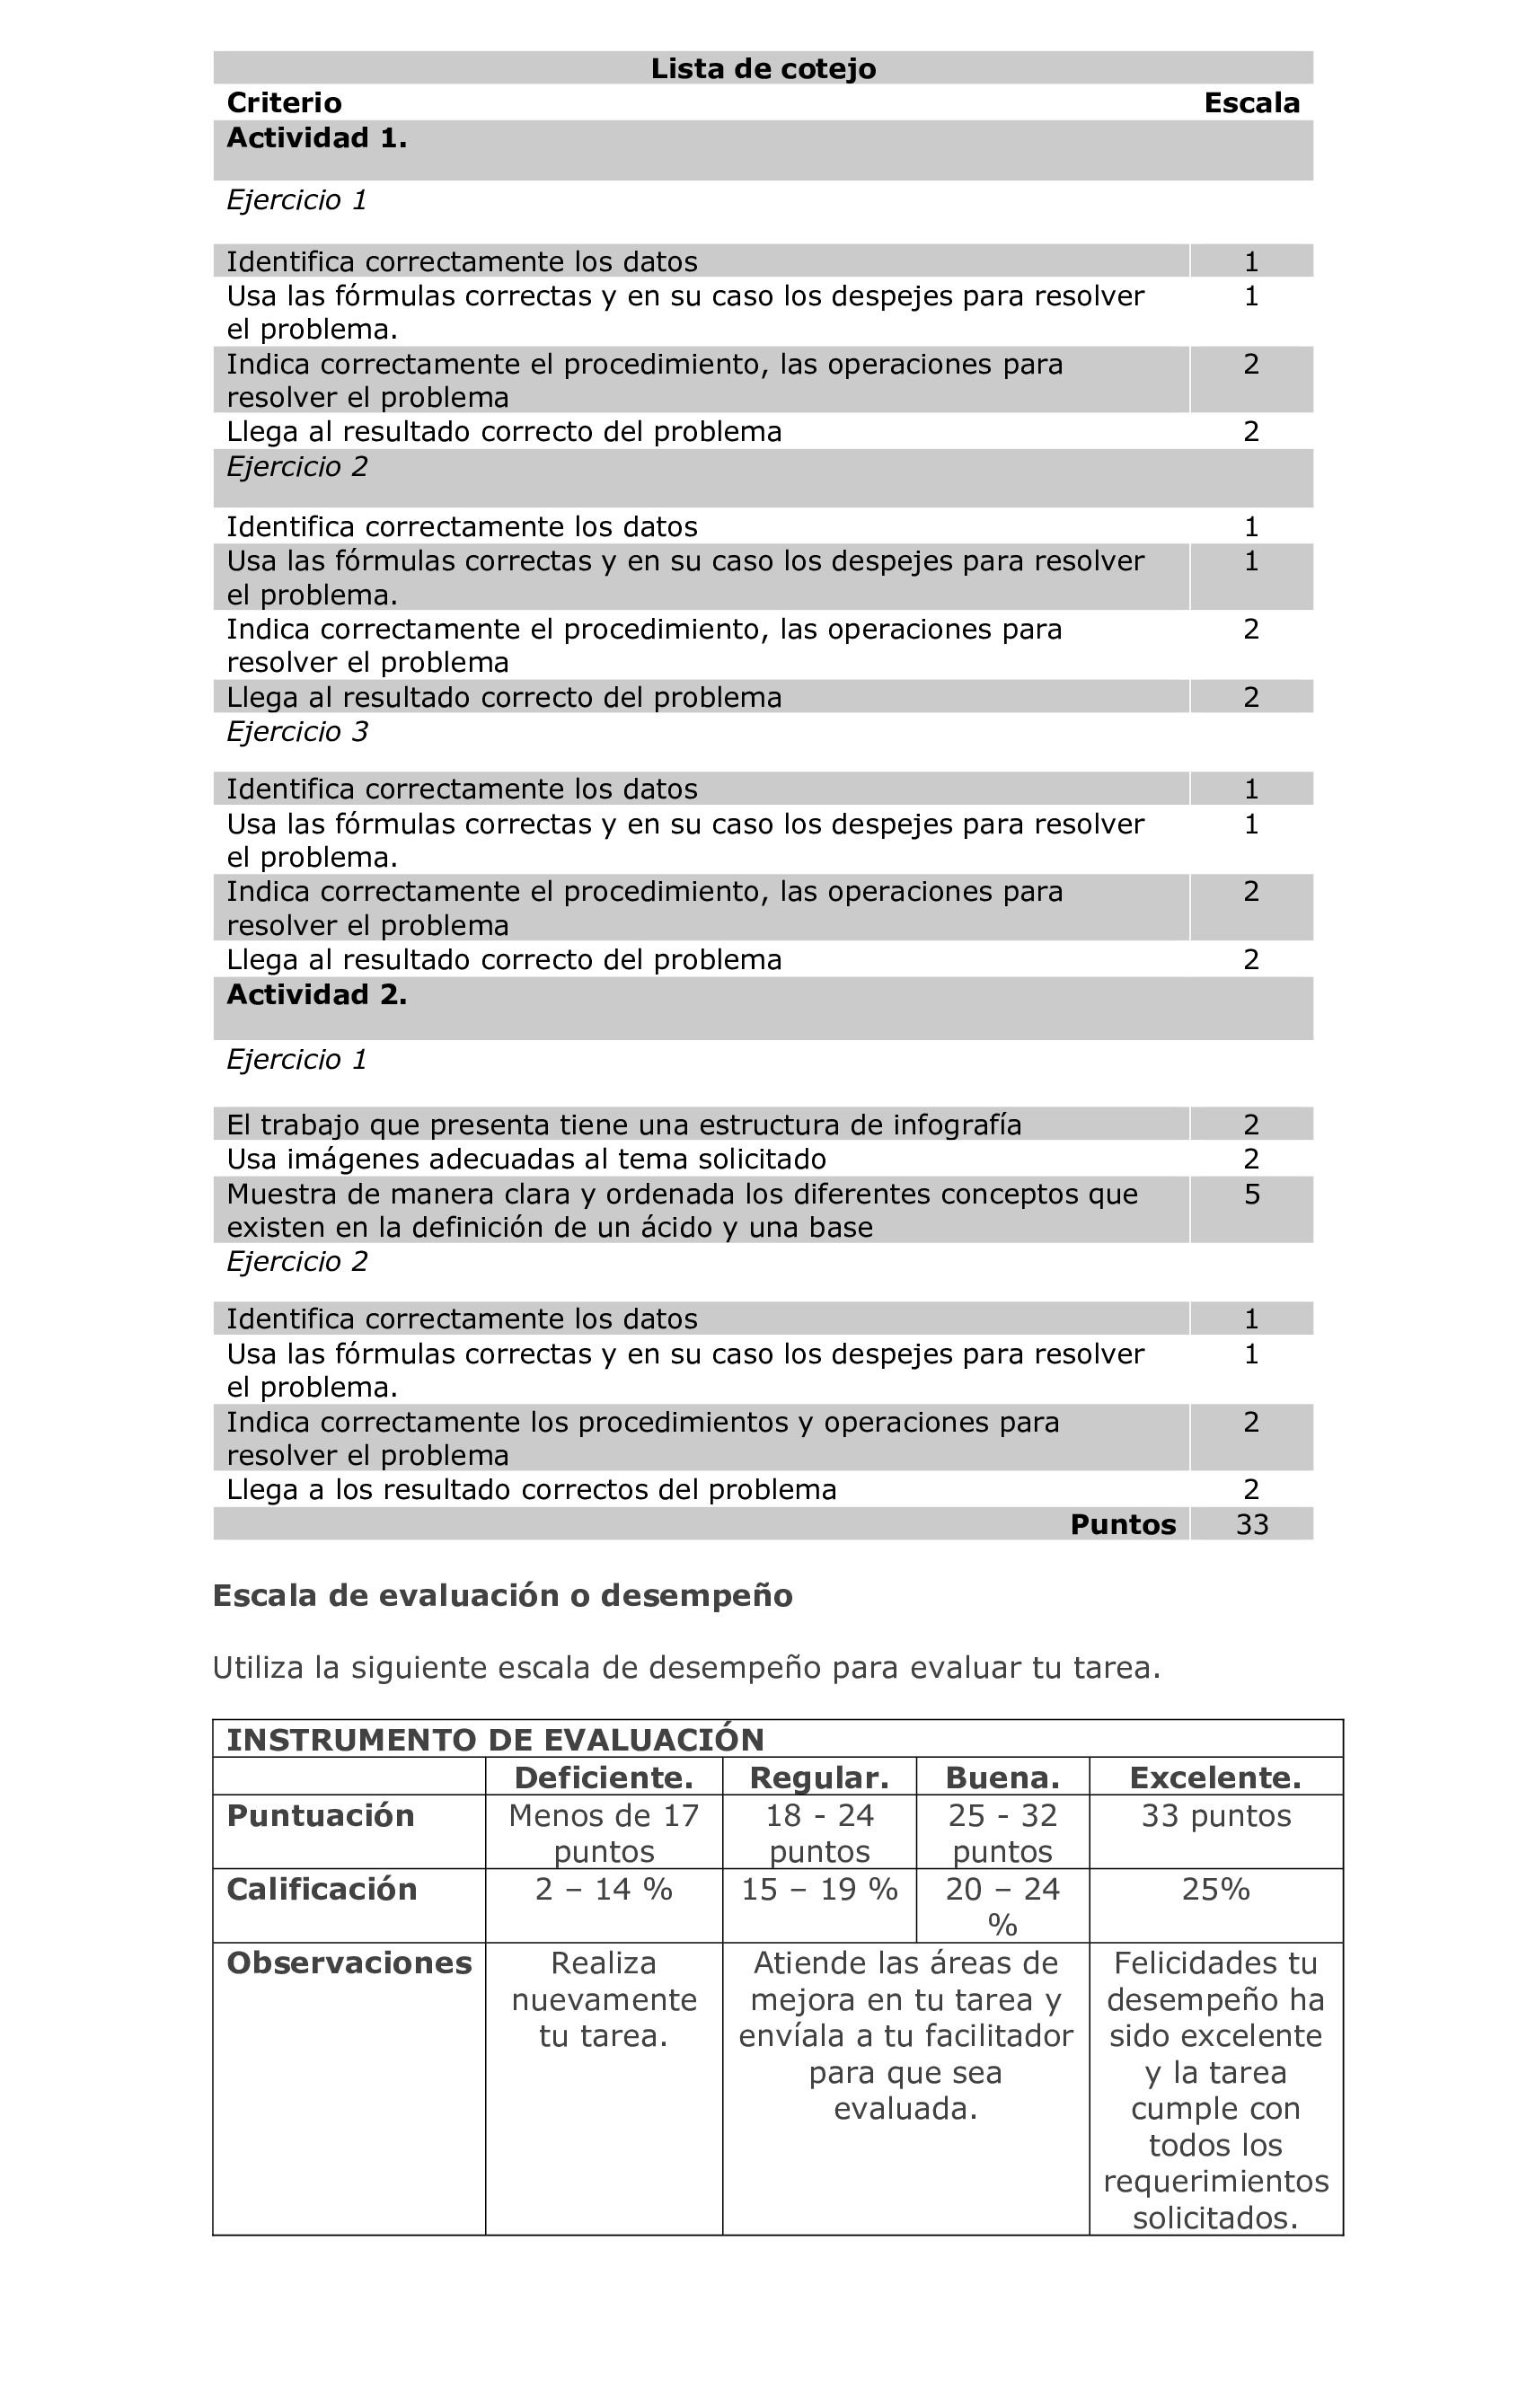 Lista de cotejo
Criterio Escala
Actividad 1.
Ejercicio 1
Identifica correctamente los datos 1
Usa las fórmulas correctas y en su caso los despejes para resolver 1
el problema.
Indica correctamente el procedimiento, las operaciones para 2
resolver el problema
Llega al resultado correcto del problema 2
Ejercicio 2
Identifica correctamente los datos 1
Usa las fórmulas correctas y en su caso los despejes para resolver 1
el problema.
Indica correctamente el procedimiento, las operaciones para 2
resolver el problema
Llega al resultado correcto del problema 2
Ejercicio 3
Identifica correctamente los datos 1
Usa las fórmulas correctas y en su caso los despejes para resolver 1
el problema.
Indica correctamente el procedimiento, las operaciones para 2
resolver el problema
Llega al resultado correcto del problema 2
Actividad 2.
Ejercicio 1
El trabajo que presenta tiene una estructura de infografía 2
Usa imágenes adecuadas al tema solicitado 2
Muestra de manera clara y ordenada los diferentes conceptos que 5
existen en la definición de un ácido y una base
Ejercicio 2
Identifica correctamente los datos 1
Usa las fórmulas correctas y en su caso los despejes para resolver 1
el problema.
Indica correctamente los procedimientos y operaciones para 2
resolver el problema
Llega a los resultado correctos del problema 2
Puntos 33
Escala de evaluación o desempeño
Utiliza la siguiente escala de desempeño para evaluar tu tarea.
INSTRUMENTO DE EVALUACIÓN
Deficiente. Regular. Buena. Excelente.
Puntuación Menos de 17 18 - 24 25 - 32 33 puntos
puntos puntos puntos
Calificación 2 – 14 % 15 – 19 % 20 – 24 25%
%
Observaciones Realiza Atiende las áreas de Felicidades tu
nuevamente mejora en tu tarea y desempeño ha
tu tarea. envíala a tu facilitador sido excelente
para que sea y la tarea
evaluada. cumple con
todos los
requerimientos
solicitados.